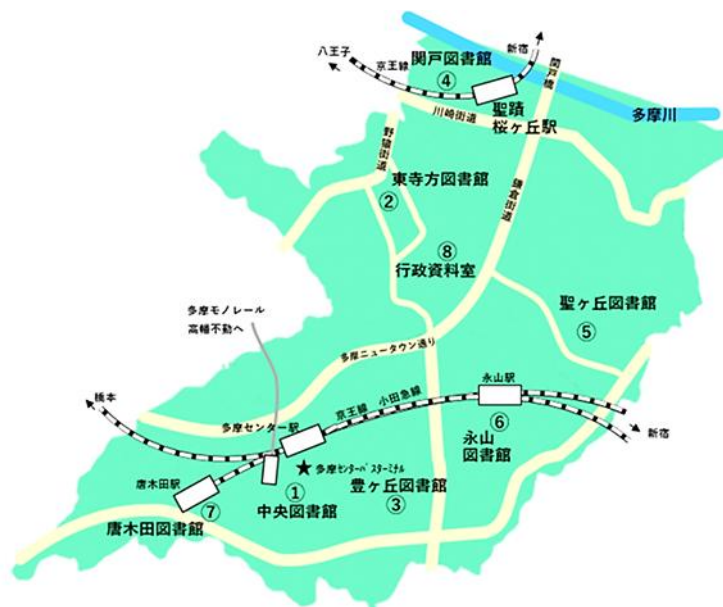 八王子
京王線
関戸図書館
④
新宿
関戸橋
聖蹟
桜ヶ丘駅
川崎街道
多摩川
野猿街道
東寺方図書館
②
鎌倉街道
⑧
行政資料室
聖ヶ丘図書館
⑤
多摩モノレール
高幡不動へ
多摩ニュータウン通り
橋本
京王線 小田急線
永山駅
多摩センター駅
⑥
永山
図書館
新宿
★多摩センターバスターミナル
唐木田駅
①
中央図書館
豊ヶ丘図書館
③
⑦
唐木田図書館